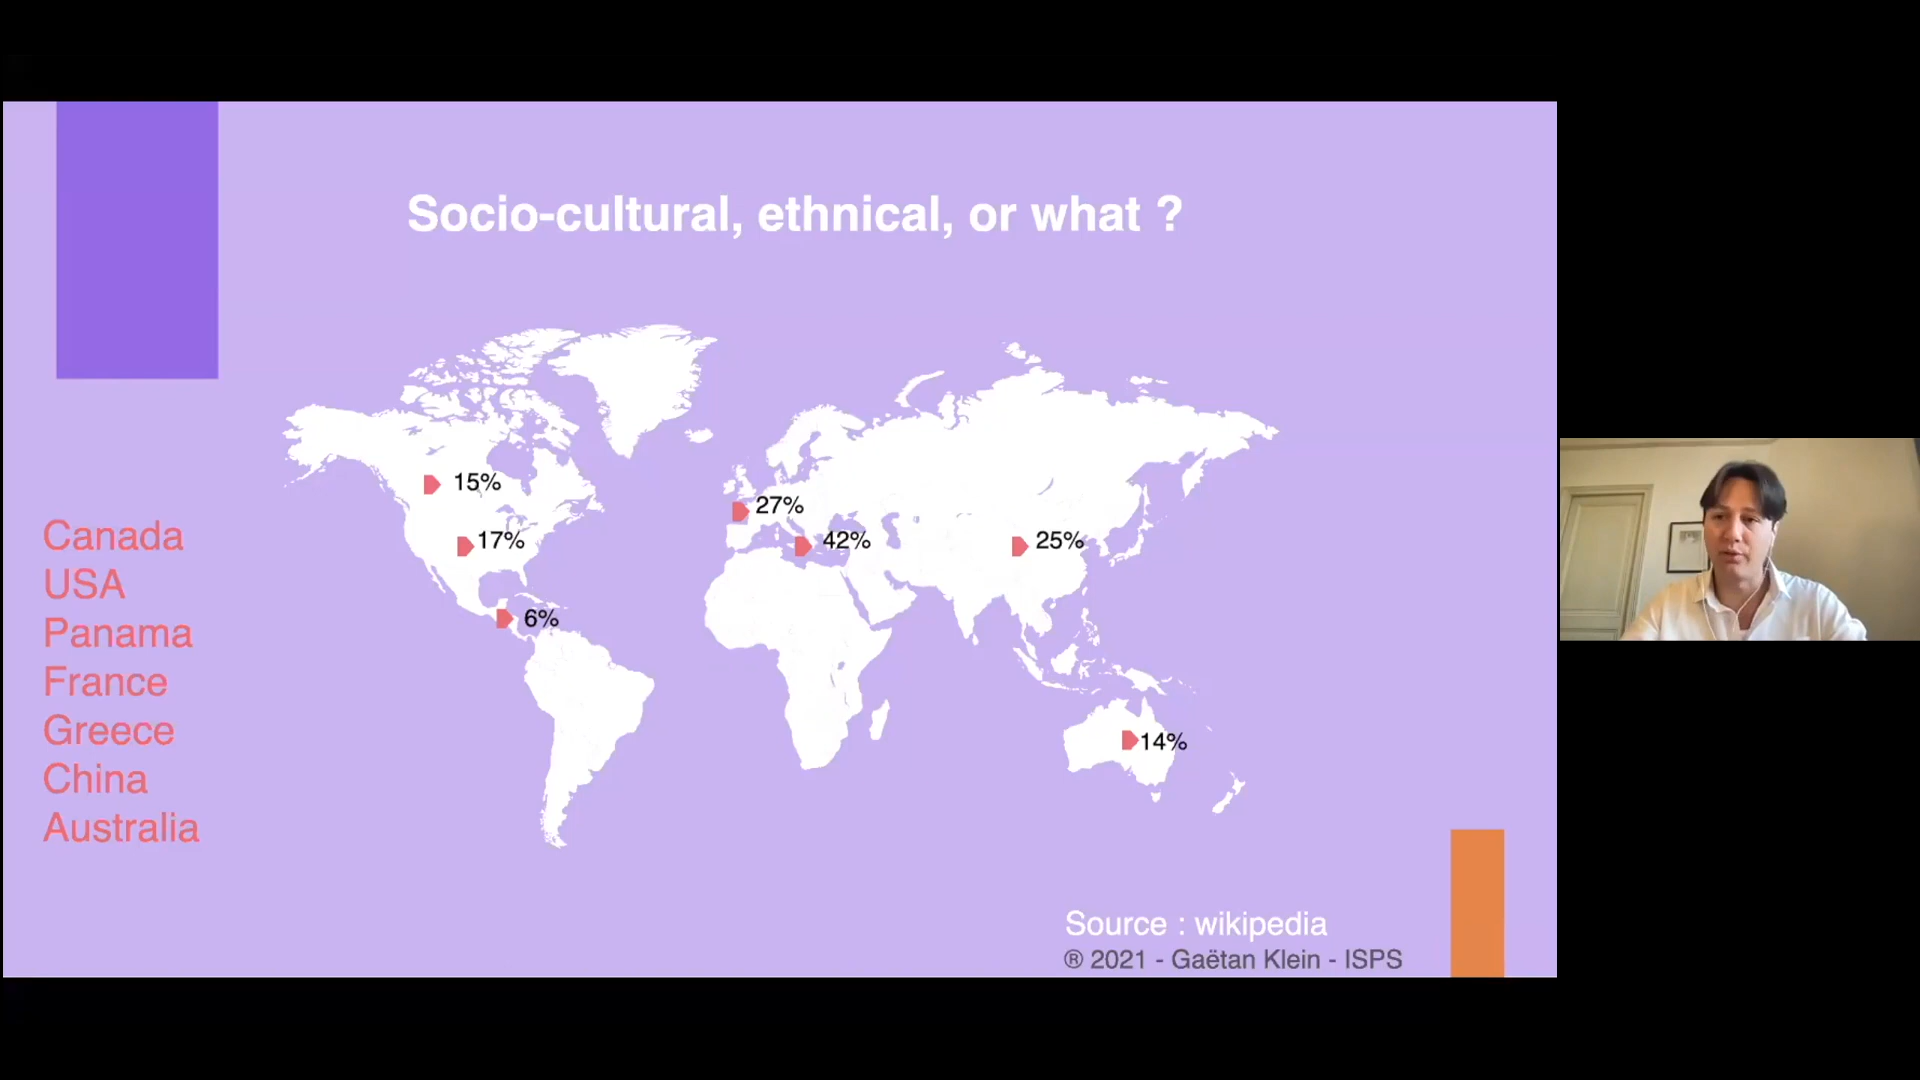 Socio-cultural, ethnical, or what ?
15%
27%
17%
42%
25%
6%
14%
Canada
USA
Panama
France
Greece
China
Australia
Source : wikipedia
® 2021 - Gaëtan Klein - ISPS